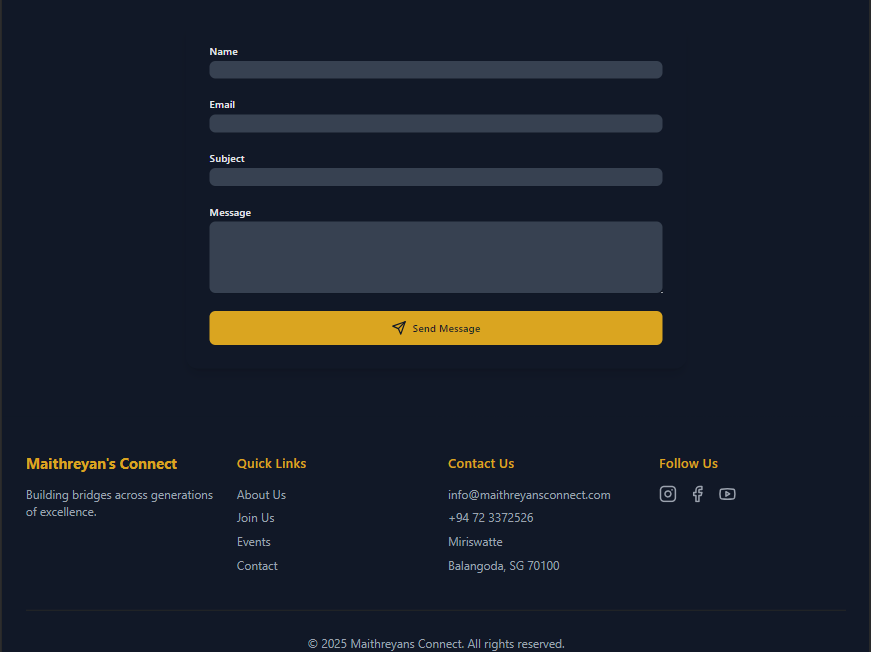 Name
Email
Subject
Message
Send Message
Maithreyan's Connect
Building bridges across generations
of excellence.
Quick Links
About Us
Join Us
Events
Contact
Contact Us
info@maithreyansconnect.com
+94 72 3372526
Miriswatte
Balangoda, SG 70100
Follow Us
© 2025 Maithreyans Connect. All rights reserved.